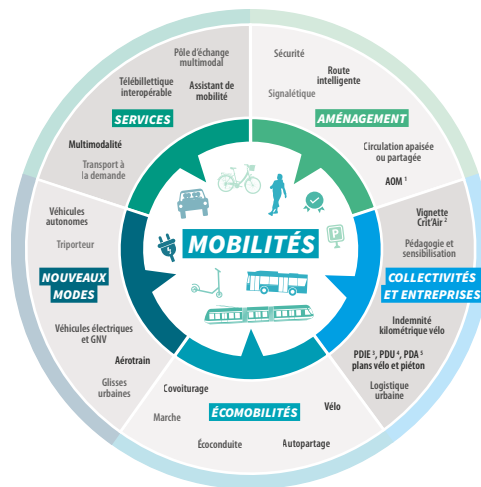 Pôle d'échange
multimodal
Télébillettique
interopérable
Assistant de
mobilité
SERVICES
Multimodalité
Transport à
la demande
Sécurité
Route
intelligente
Signalétique
AMÉNAGEMENT
Circulation apaisée
ou partagée
AOM 1
Véhicules
autonomes
Triporteur
NOUVEAUX
MODES
Véhicules électriques
et GNV
Aérotrain
Glisses
urbaines
MOBILITÉS
P
Vignette
Crit'Air 2
Pédagogie et
sensibilisation
COLLECTIVITÉS
ET ENTREPRISES
Indemnité
kilométrique vélo
PDIE 3, PDU 4, PDA 5
plans vélo et piéton
Logistique
urbaine
Covoiturage
Marche
ÉCOMOBILITÉS
Vélo
Écoconduite
Autopartage